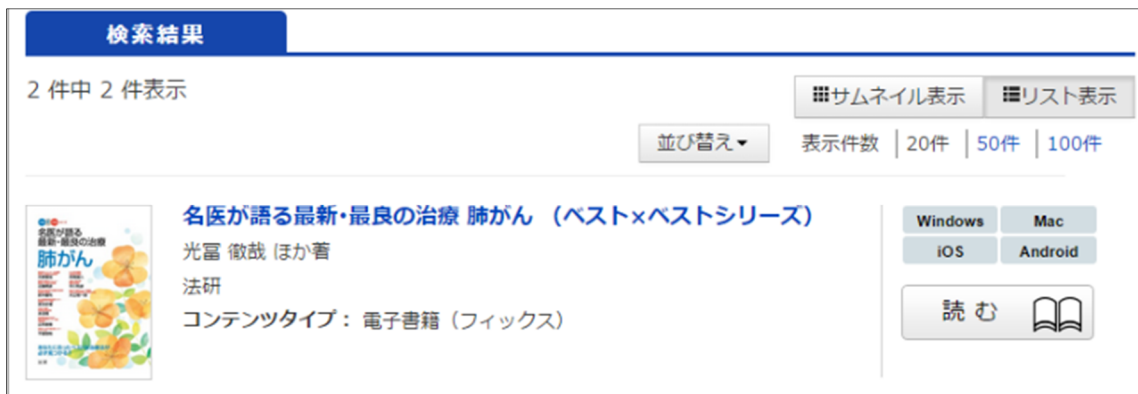 検索結果
2 件中 2 件表示
サムネイル表示 リスト表示
並び替え 表示件数 20件 50件 100件
名医が語る最新・最良の治療 肺がん （ベスト×ベストシリーズ）
光冨 徹哉 ほか著
法研
コンテンツタイプ： 電子書籍（フィックス）
Windows Mac
iOS Android
読む
名医が語る
最新・最良の治療
肺がん